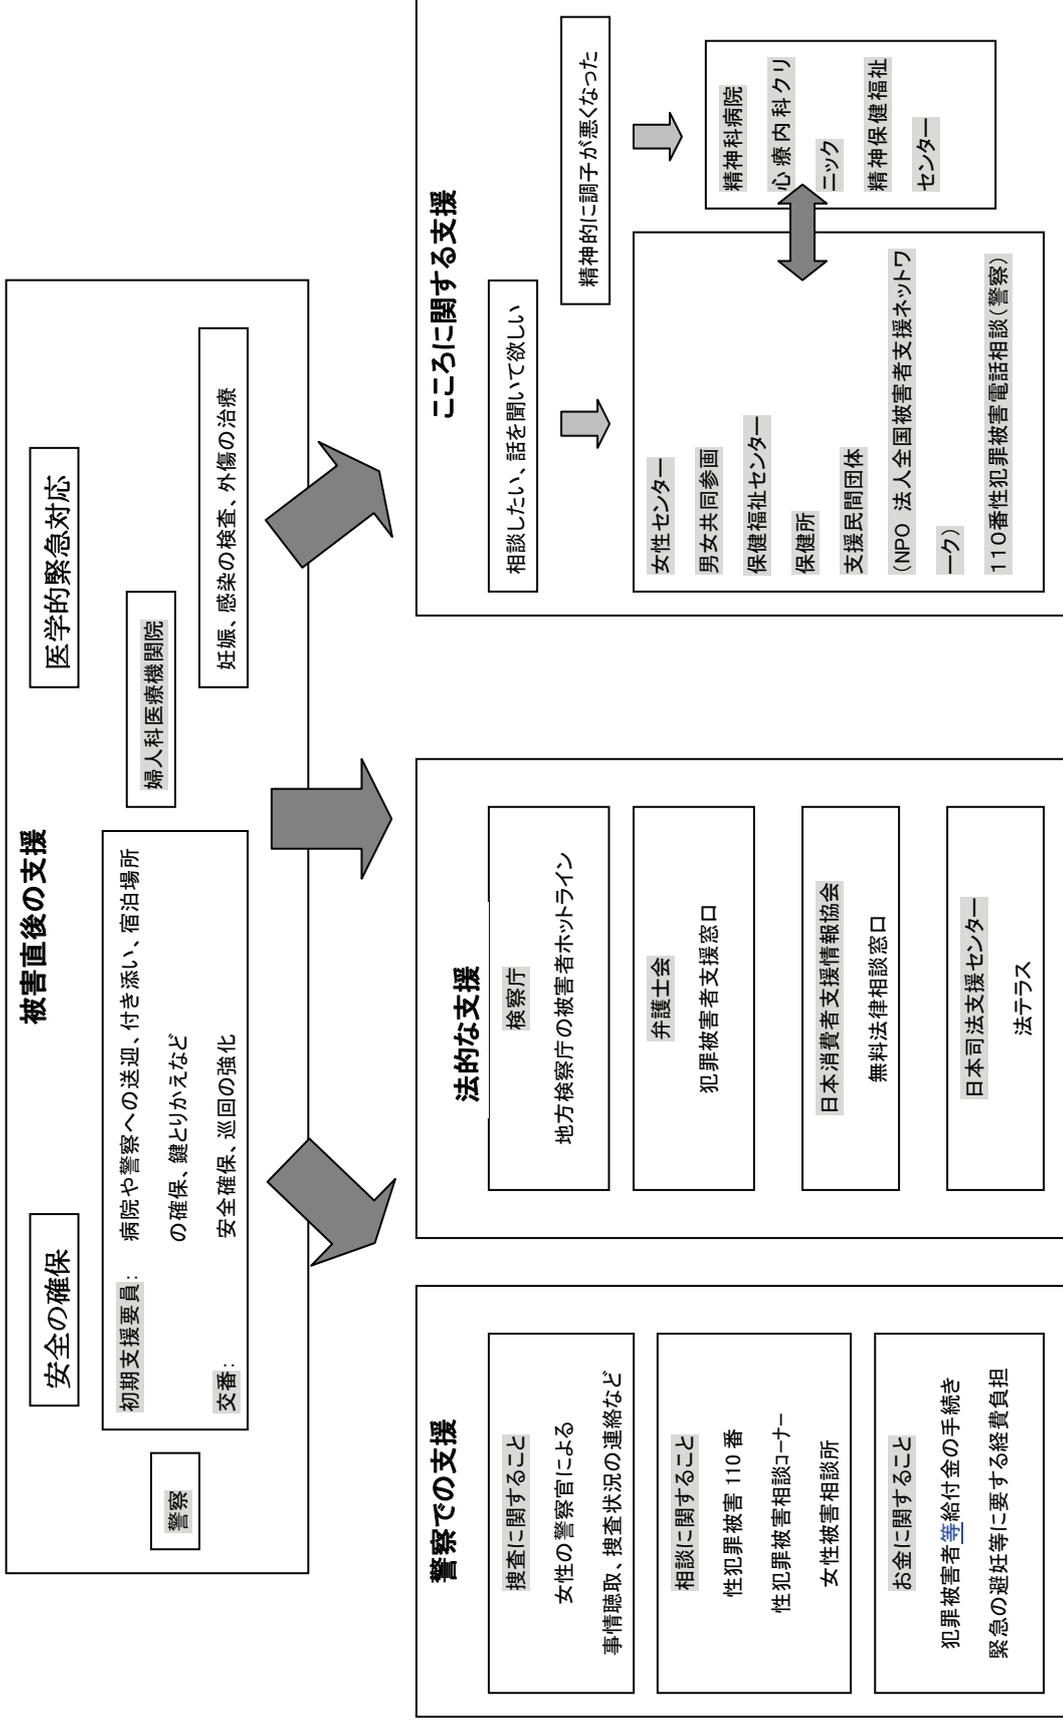 被害直後の支援
安全の確保
医学的緊急対応
警察
初期支援要員： 病院や警察への送迎、付き添い、宿泊場所
の確保、鍵とりかえなど
交番： 安全確保、巡回の強化
婦人科医療機関院
妊娠、感染の検査、外傷の治療
警察での支援
捜査に関すること
女性の警察官による
事情聴取、捜査状況の連絡など
相談に関すること
性犯罪被害 110 番
性犯罪被害相談コーナー
女性被害相談所
お金に関すること
犯罪被害者等給付金の手続き
緊急の避妊等に要する経費負担
法的な支援
検察庁
地方検察庁の被害者ホットライン
弁護士会
犯罪被害者支援窓口
日本消費者支援情報協会
無料法律相談窓口
日本司法支援センター
法テラス
こころに関する支援
相談したい、話を聞いて欲しい
精神的に調子が悪くなった
女性センター
男女共同参画
保健福祉センター
保健所
支援民間団体
（NPO 法人全国被害者支援ネットワ
ーク）
１１０番性犯罪被害電話相談（警察）
精神科病院
心療内科クリ
ニック
精神保健福祉
センター